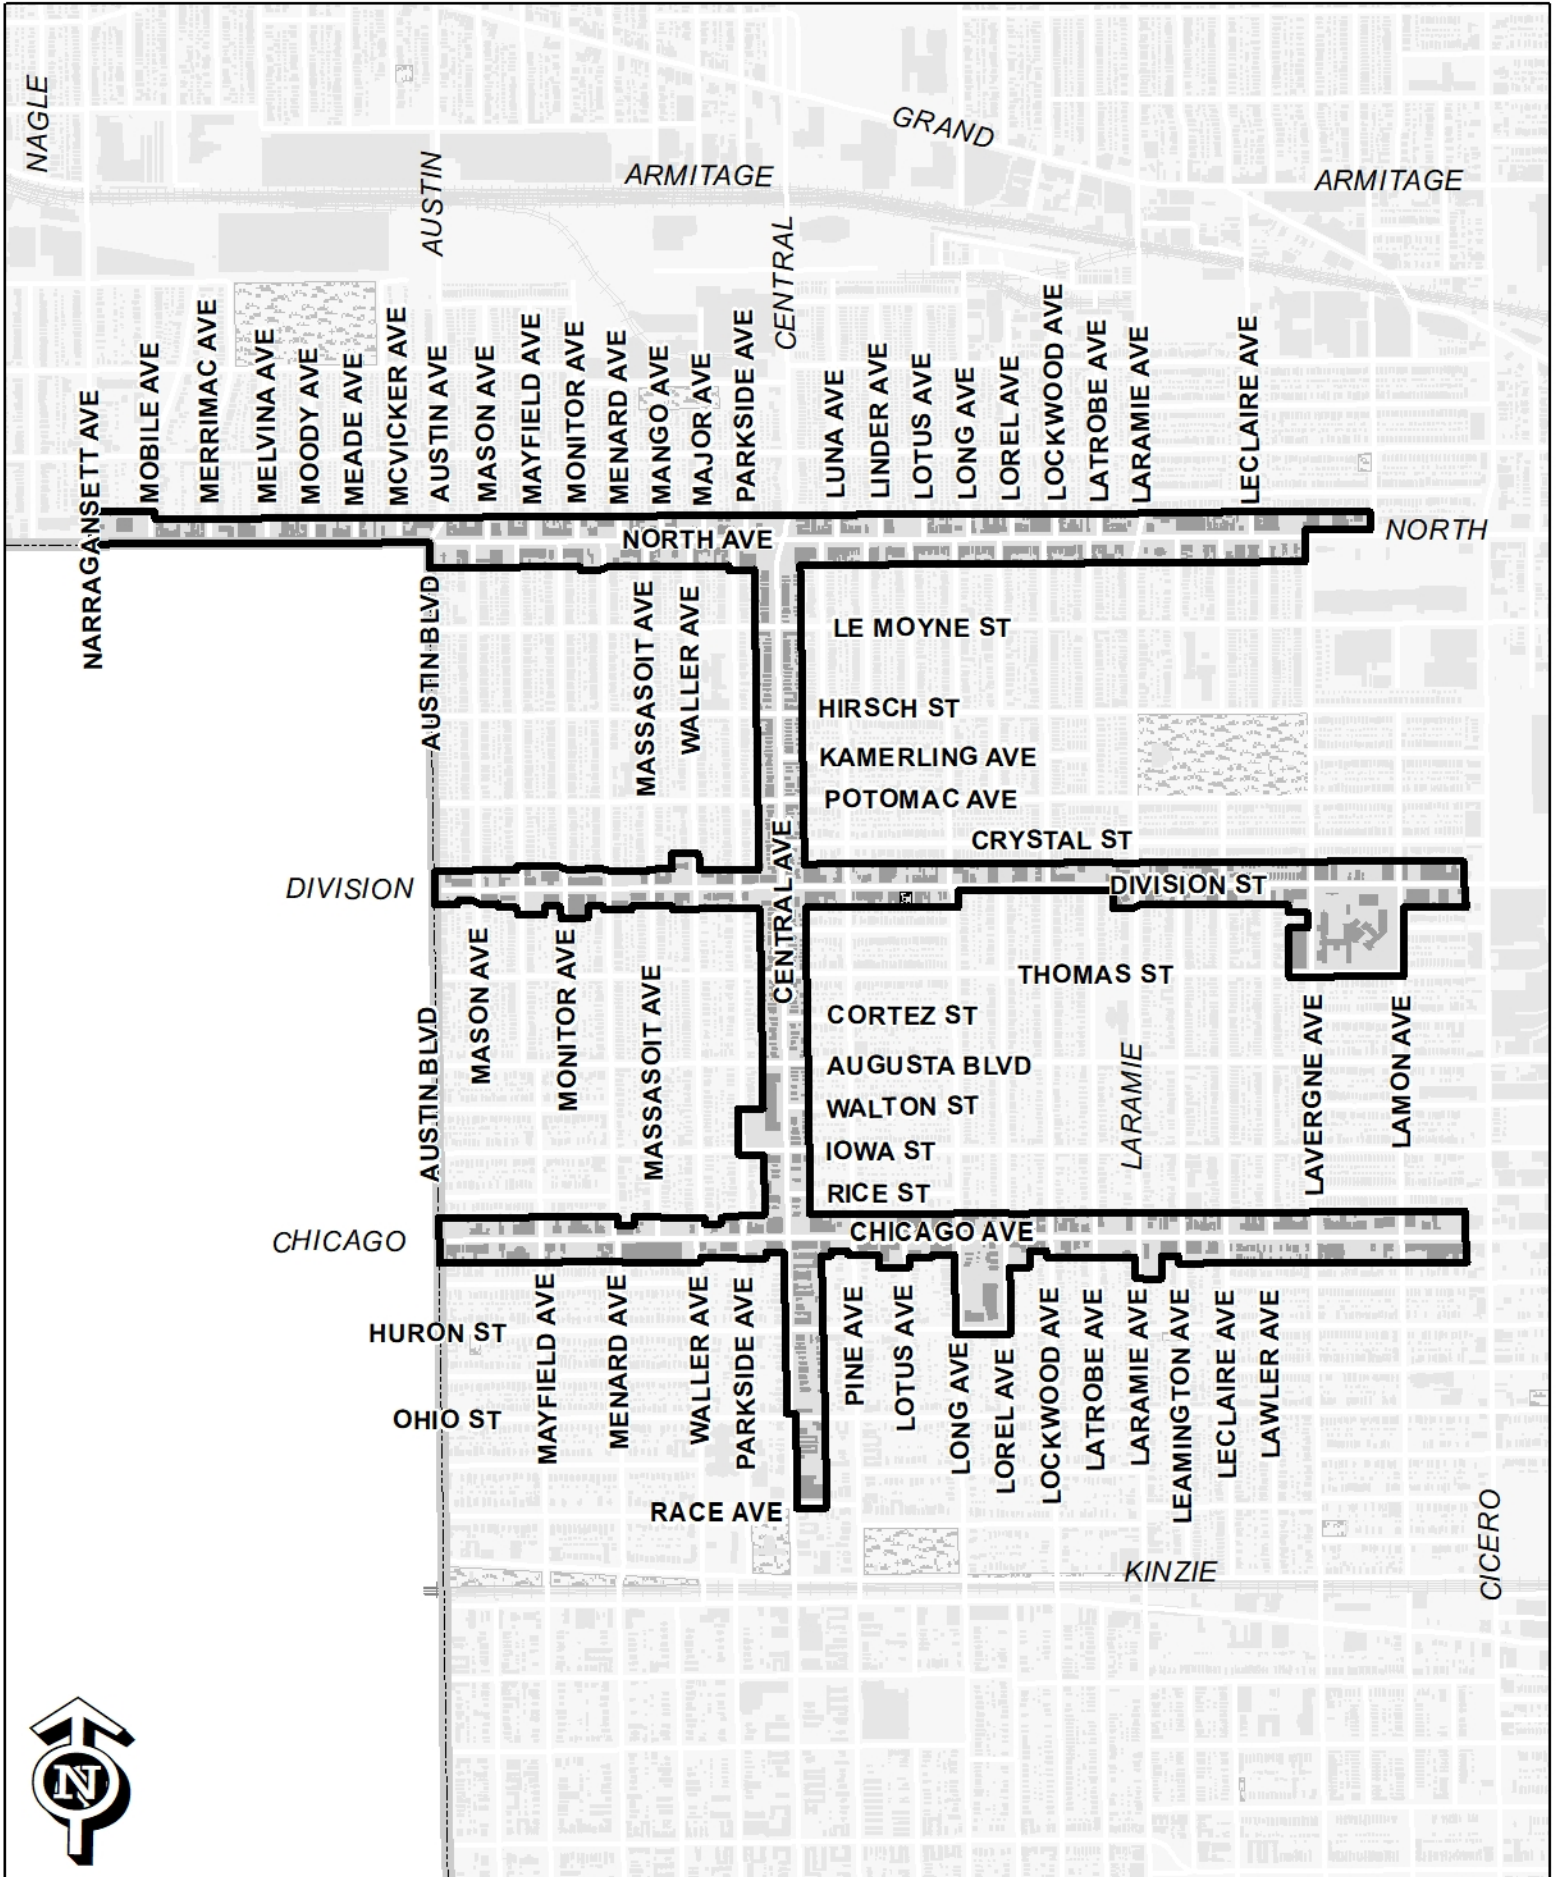 NAGLE
GRAND
ARMITAGE
ARMITAGE
AUSTIN
CENTRAL
NARRAGANSETT AVE
MOBILE AVE
MERRIMAC AVE
MELVINA AVE
MOODY AVE
MEADE AVE
MCVICKER AVE
AUSTIN AVE
MASON AVE
MAYFIELD AVE
MONITOR AVE
MENARD AVE
MANGO AVE
MAJOR AVE
PARKSIDE AVE
LUNA AVE
LINDER AVE
LOTUS AVE
LONG AVE
LOREL AVE
LOCKWOOD AVE
LATROBE AVE
LARAMIE AVE
LECLAIRE AVE
NORTH AVE
NORTH
AUSTIN BLVD
MASSASOIT AVE
WALLER AVE
LE MOYNE ST
HIRSCH ST
KAMERLING AVE
POTOMAC AVE
CRYSTAL ST
DIVISION
CENTRAL AVE
DIVISION ST
MASON AVE
MONITOR AVE
MASSASOIT AVE
THOMAS ST
AUSTIN BLVD
CORTEZ ST
AUGUSTA BLVD
WALTON ST
IOWA ST
RICE ST
LARAMIE
LAVERGNE AVE
LAMON AVE
CHICAGO
CHICAGO AVE
HURON ST
OHIO ST
MAYFIELD AVE
MENARD AVE
WALLER AVE
PARKSIDE AVE
PINE AVE
LOTUS AVE
LONG AVE
LOREL AVE
LOCKWOOD AVE
LATROBE AVE
LARAMIE AVE
LEAMINGTON AVE
LECLAIRE AVE
LAWLER AVE
RACE AVE
KINZIE
CICERO
N